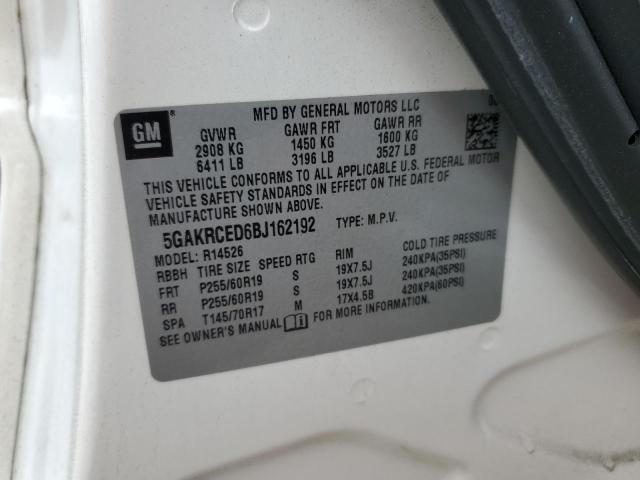 MFD BY GENERAL MOTORS LLC
GM
GVWR GAWR FRT GAWR RR
2908 KG 1450 KG 1600 KG
6411 LB 3196 LB 3527 LB
THIS VEHICLE CONFORMS TO ALL APPLICABLE U.S. FEDERAL MOTOR
VEHICLE SAFETY STANDARDS IN EFFECT ON THE DATE OF
MANUFACTURE SHOWN ABOVE.
5GAKRCED6BJ162192 TYPE: M.P.V.
MODEL: R14526
RBBH TIRE SIZE SPEED RTG RIM COLD TIRE PRESSURE
FRT P255/60R19 S 19X7.5J 240KPA(35PSI)
RR P255/60R19 S 19X7.5J 240KPA(35PSI)
SPA T145/70R17 M 17X4.5B 420KPA(60PSI)
SEE OWNER'S MANUAL FOR MORE INFORMATION.